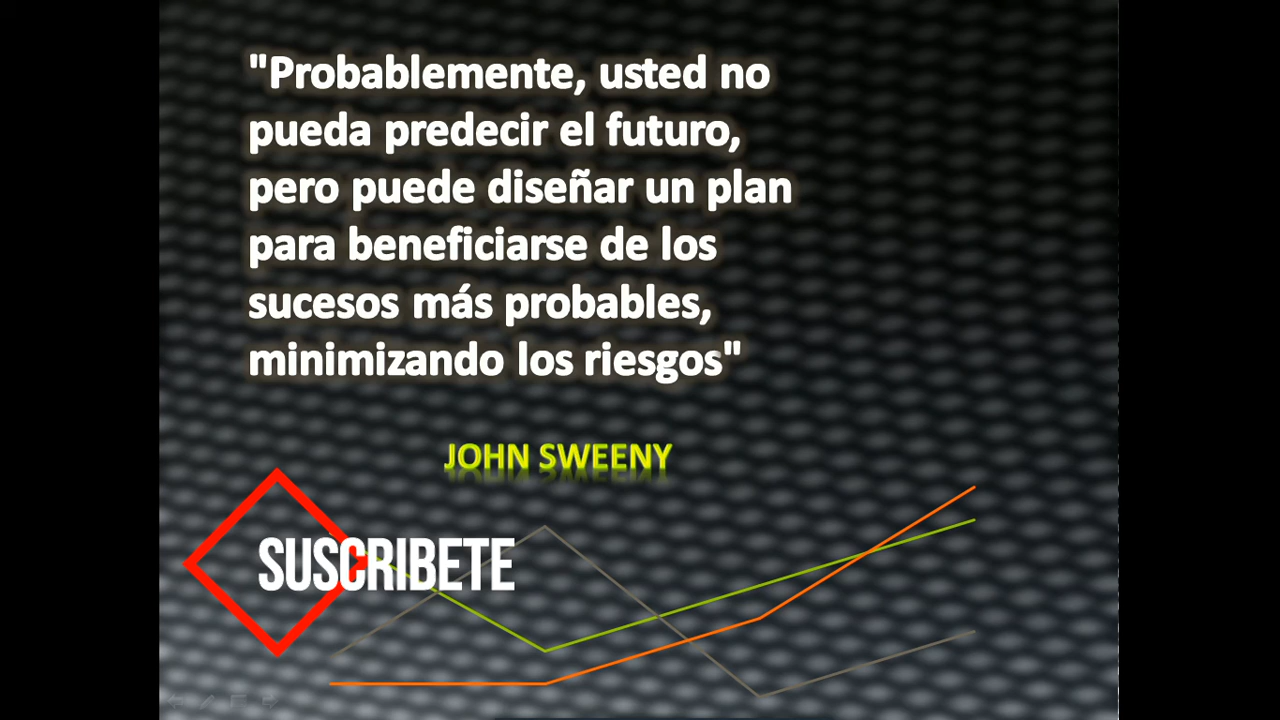 "Probablemente, usted no
pueda predecir el futuro,
pero puede diseñar un plan
para beneficiarse de los
sucesos más probables,
minimizando los riesgos"
JOHN SWEENY
SUSCRIBETE